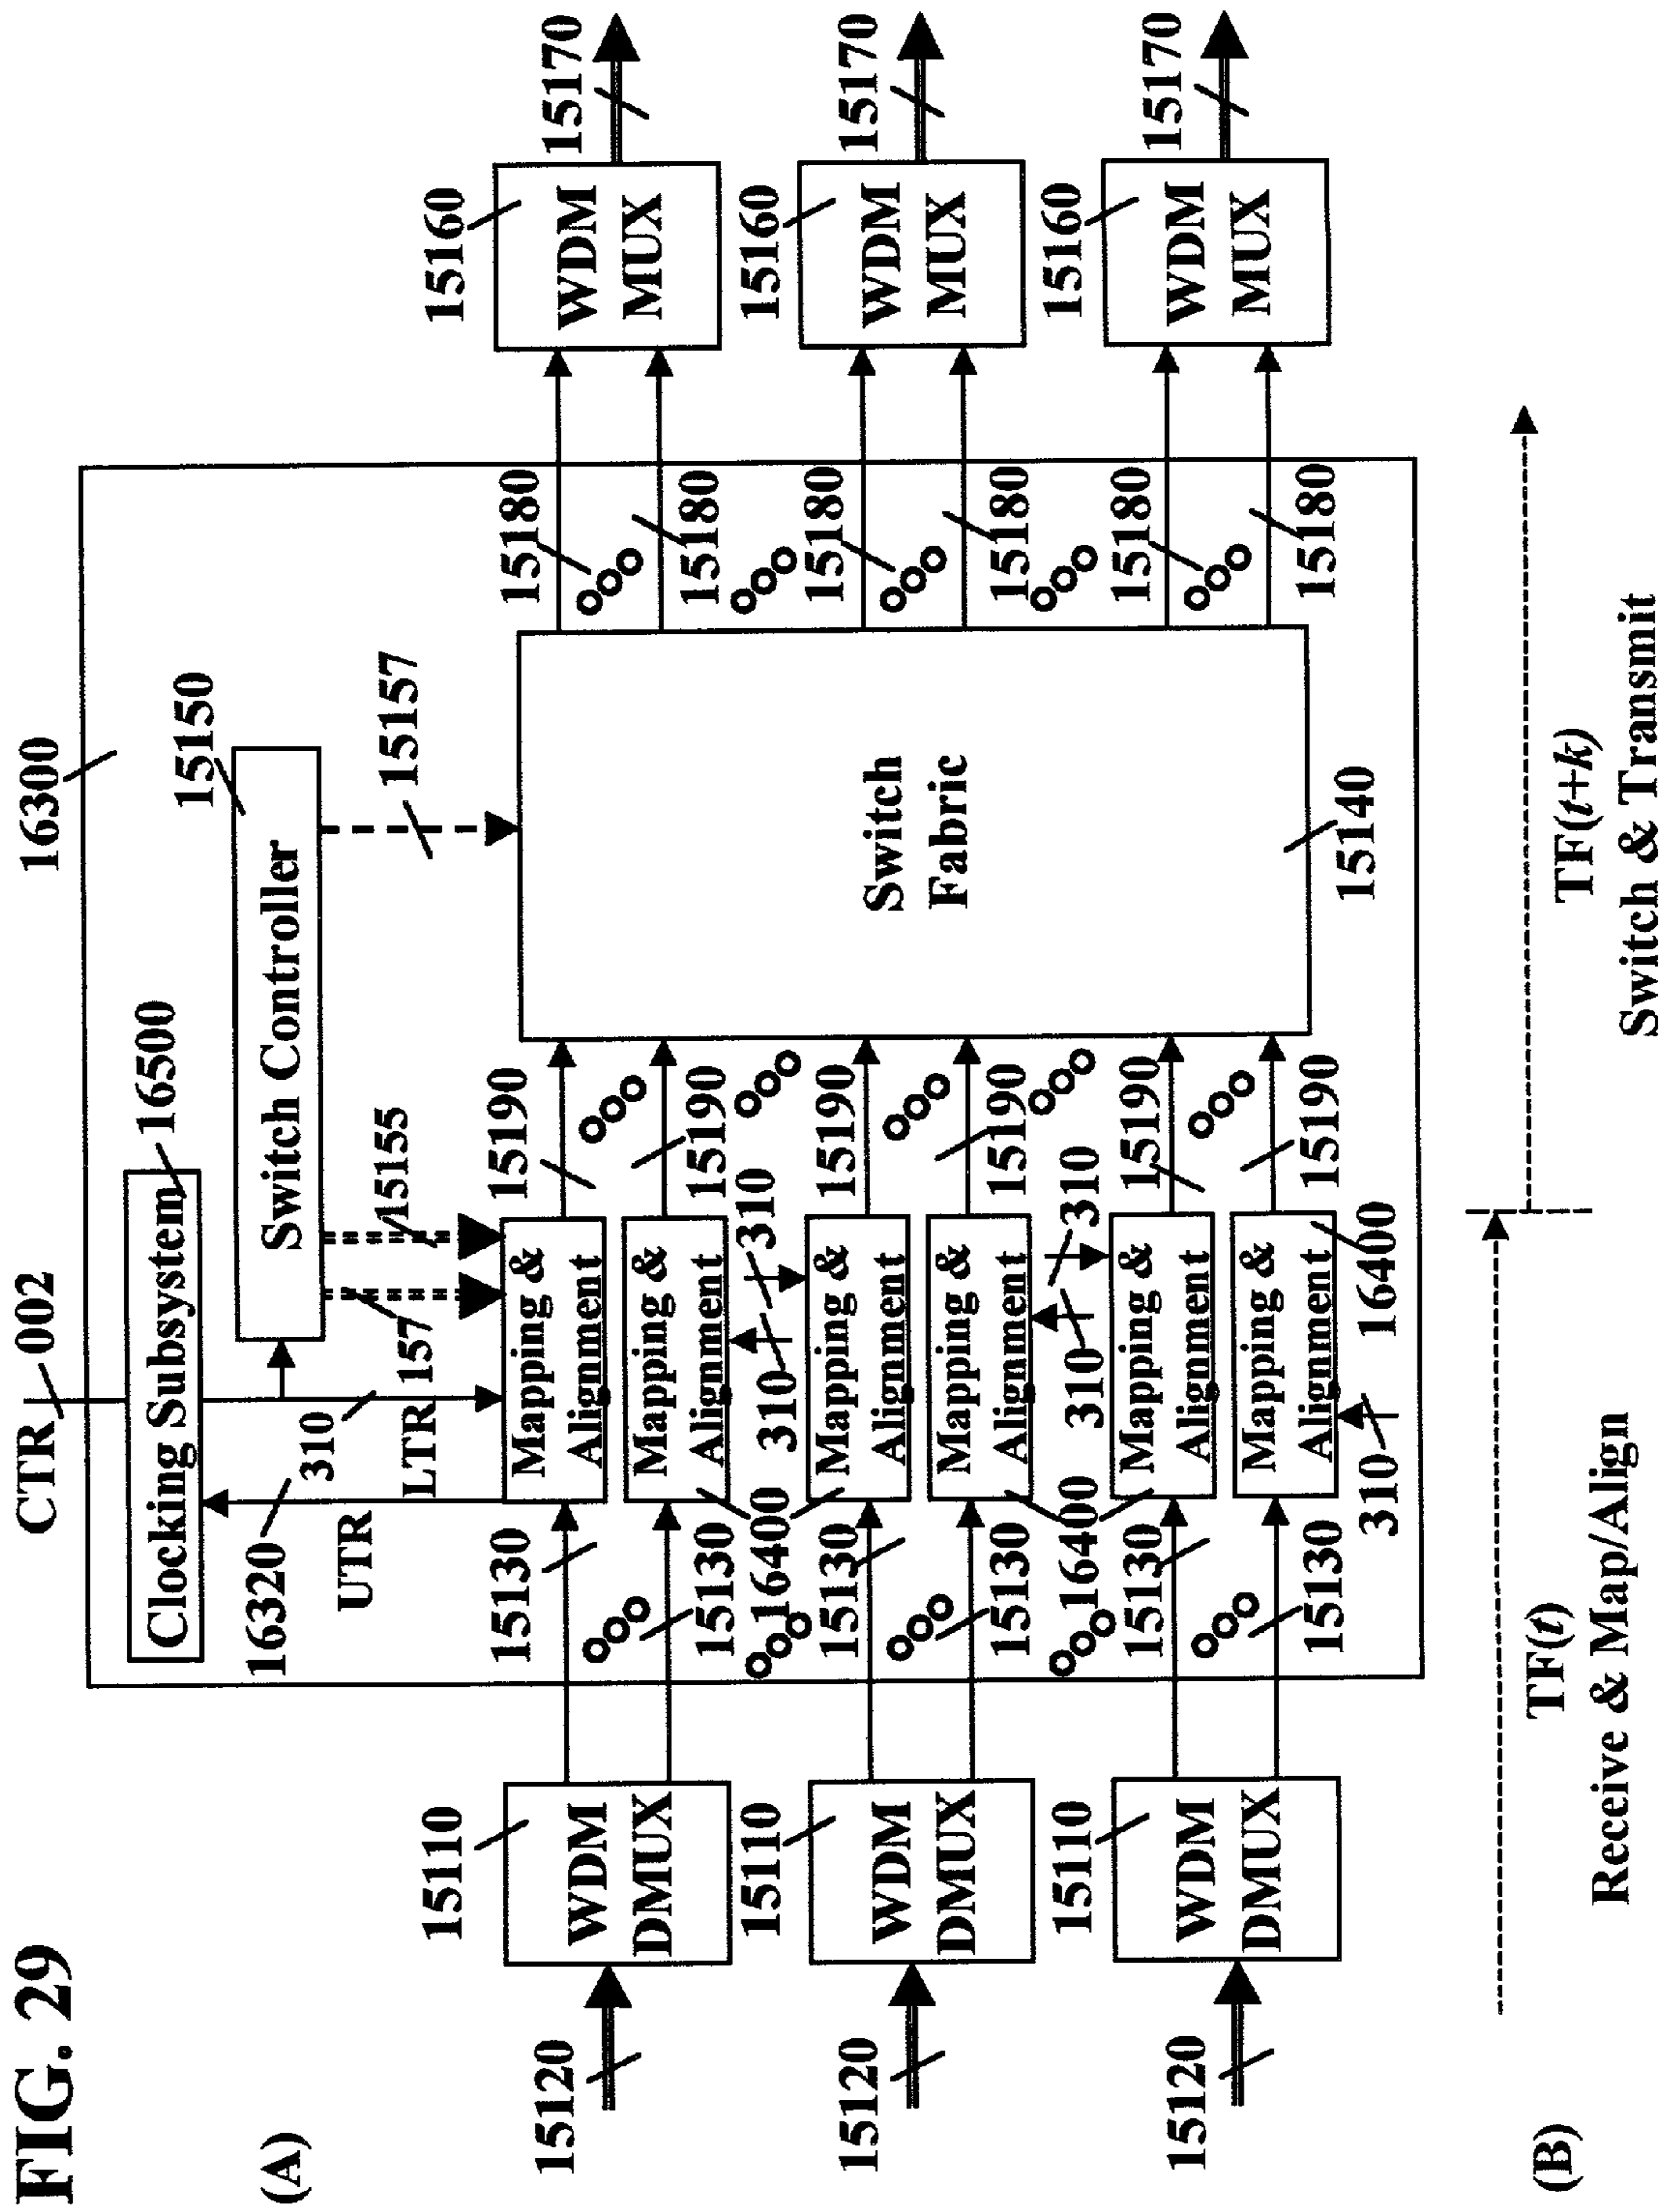 FIG. 29
(A)
CTR 002
16300
Clocking Subsystem
16500
Switch Controller
15150
16320
UTR
310
LTR
157
15155
15157
15120
15110
WDM
DMUX
15130
15130
Mapping &
Alignment
15190
Mapping &
Alignment
15190
15180
15180
15160
WDM
MUX
15170
16400
310
310
15120
15110
WDM
DMUX
15130
15130
Mapping &
Alignment
15190
Mapping &
Alignment
15190
Switch
Fabric
15180
15180
15160
WDM
MUX
15170
16400
310
310
15120
15110
WDM
DMUX
15130
15130
Mapping &
Alignment
15190
Mapping &
Alignment
15190
15180
15180
15160
WDM
MUX
15170
310
16400
15140
(B)
TF(t)
Receive & Map/Align
TF(t+k)
Switch & Transmit